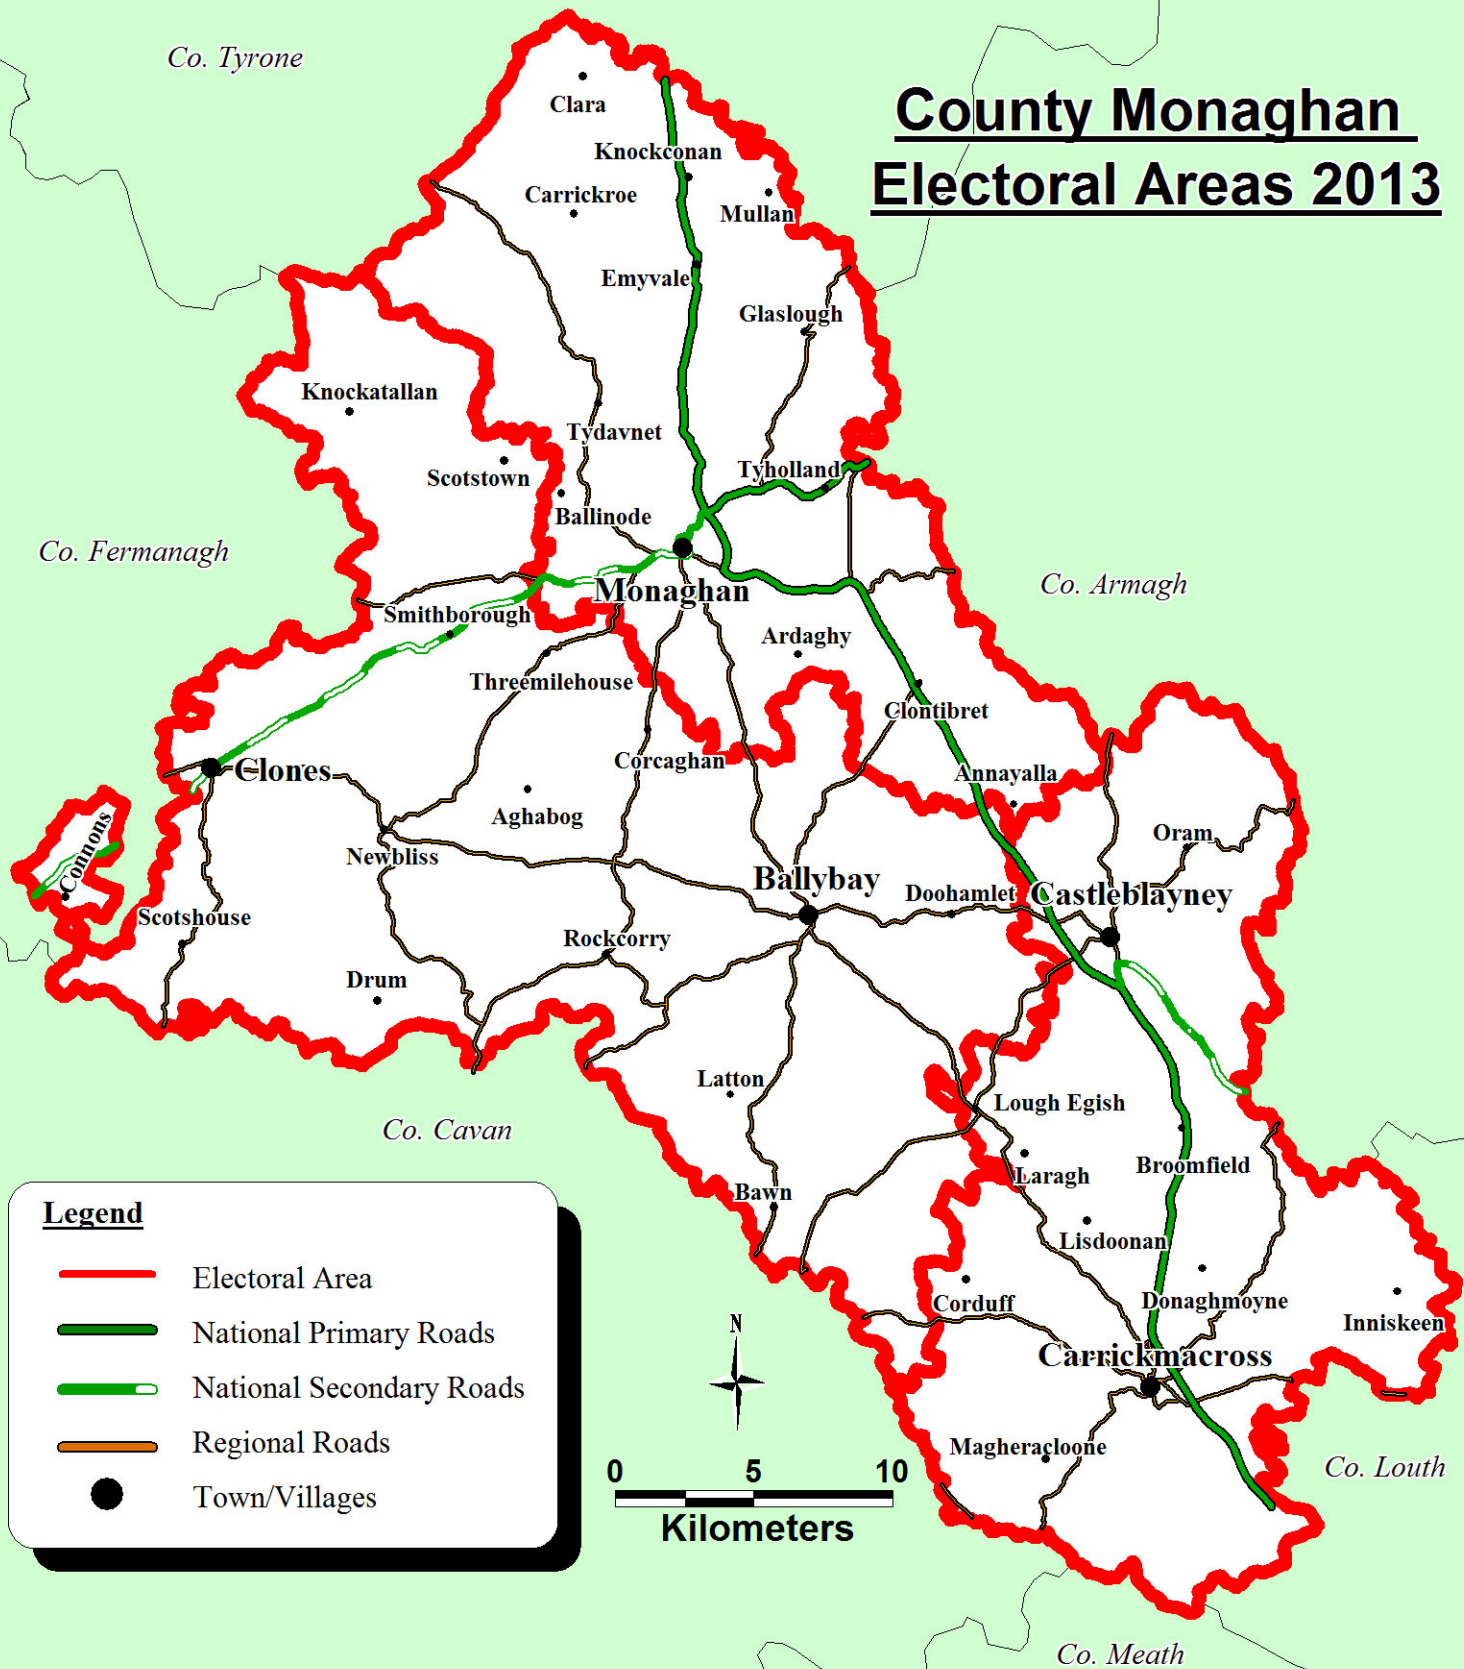 Co. Tyrone
County Monaghan
Electoral Areas 2013
Clara
Knockconan
Carrickroe
Mullan
Emyvale
Glaslough
Knockatallan
Tydavnet
Scotstown
Tyholland
Ballinode
Co. Fermanagh
Monaghan
Co. Armagh
Smithborough
Ardaghy
Threemilehouse
Clontibret
Corcaghan
Clones
Annayalla
Aghabog
Oram
Connons
Newbliss
Ballybay
Doohamlet
Castleblayney
Scotshouse
Rockcorry
Drum
Latton
Lough Egish
Co. Cavan
Broomfield
Laragh
Bawn
Lisdoonan
Corduff
Donaghmoyne
Inniskeen
Carrickmacross
Magheracloone
Co. Louth
Co. Meath
Legend
Electoral Area
National Primary Roads
National Secondary Roads
Regional Roads
Town/Villages
N
0 5 10
Kilometers